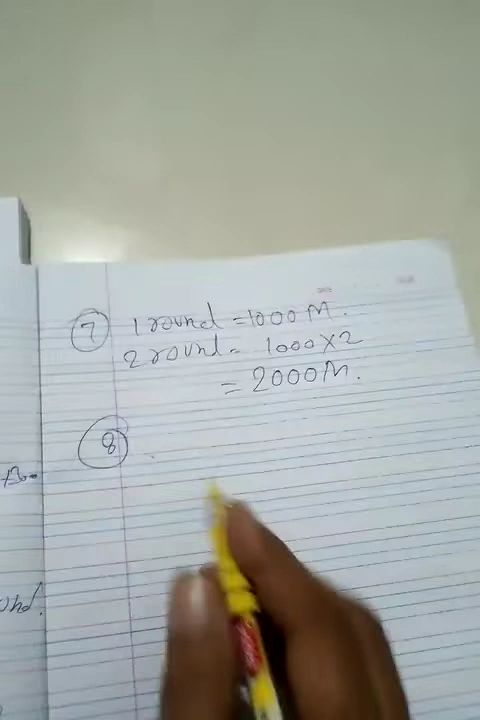 7 1 round = 1000 M.
2 round = 1000 X 2
= 2000 M.
8